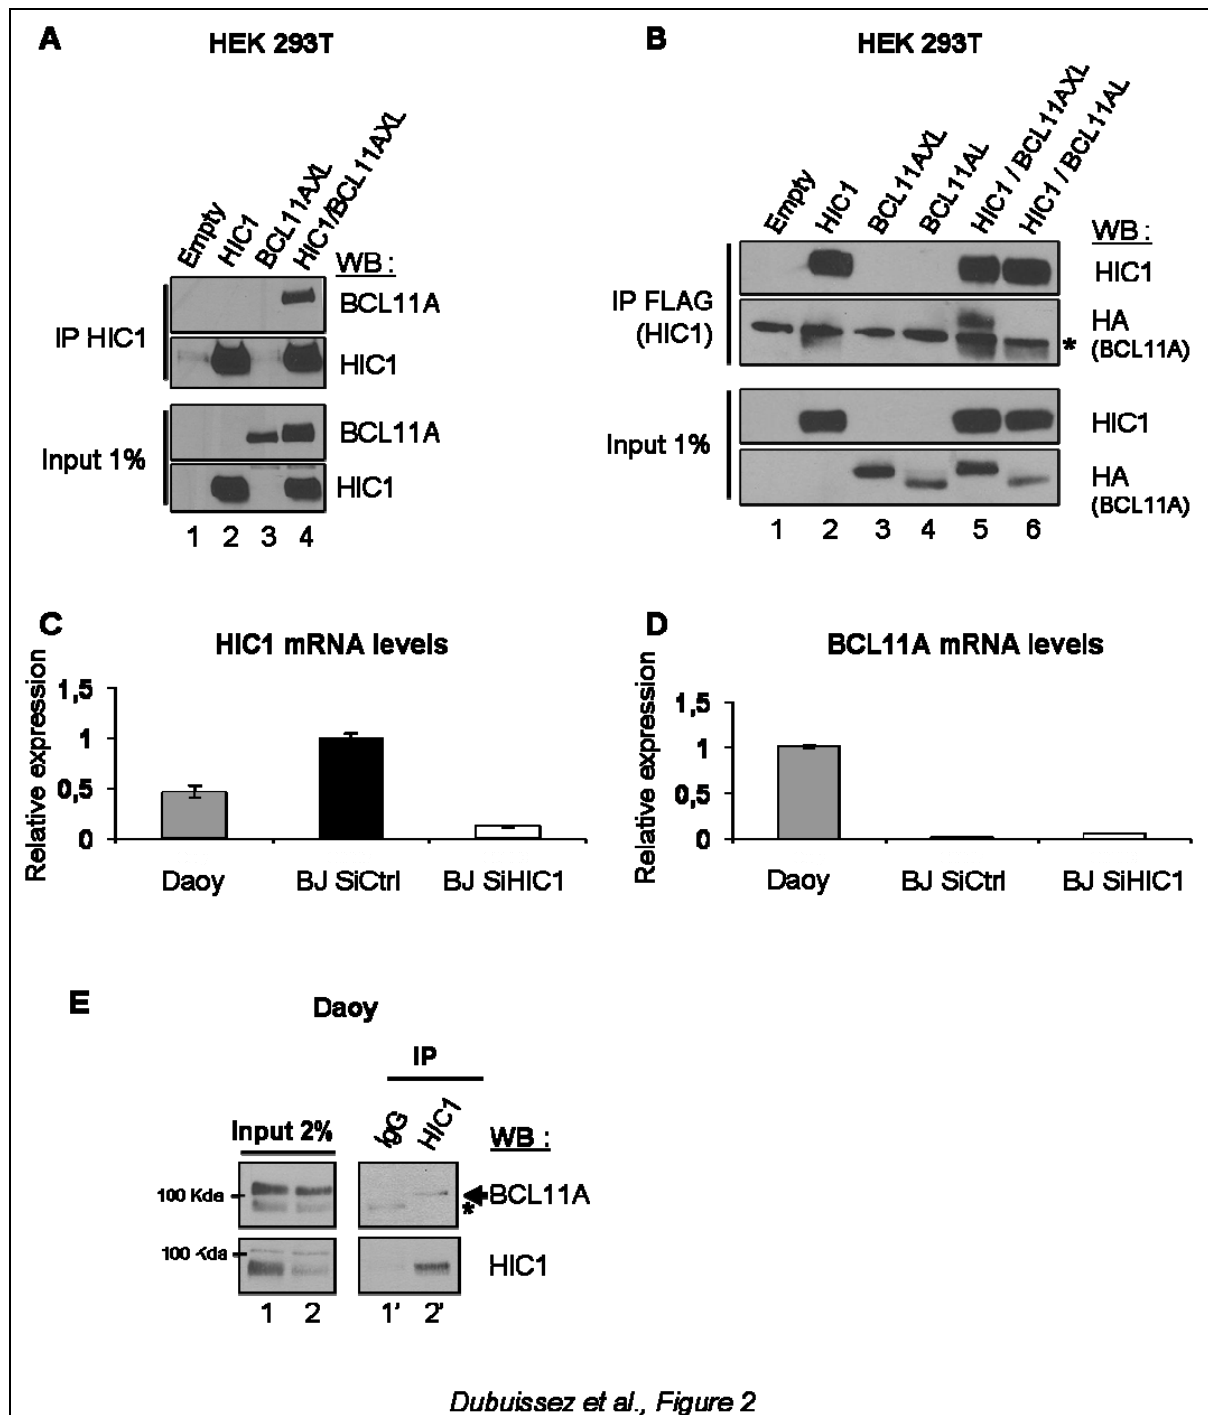 A
HEK 293T
Empty
HIC1
BCL11AXL
HIC1/BCL11AXL
WB :
IP HIC1
BCL11A
HIC1
Input 1%
BCL11A
HIC1
1 2 3 4
B
HEK 293T
Empty
HIC1
BCL11AXL
BCL11AL
HIC1 / BCL11AXL
HIC1 / BCL11AL
WB :
IP FLAG
(HIC1)
HIC1
HA
* (BCL11A)
Input 1%
HIC1
HA
(BCL11A)
1 2 3 4 5 6
C
HIC1 mRNA levels
Relative expression
1,5
1
0,5
0
Daoy BJ SiCtrl BJ SiHIC1
D
BCL11A mRNA levels
Relative expression
1,5
1
0,5
0
Daoy BJ SiCtrl BJ SiHIC1
E
Daoy
IP
Input 2%
IgG
HIC1
WB :
100 Kda
BCL11A
*
100 Kda
HIC1
1 2 1' 2'
Dubuissez et al., Figure 2